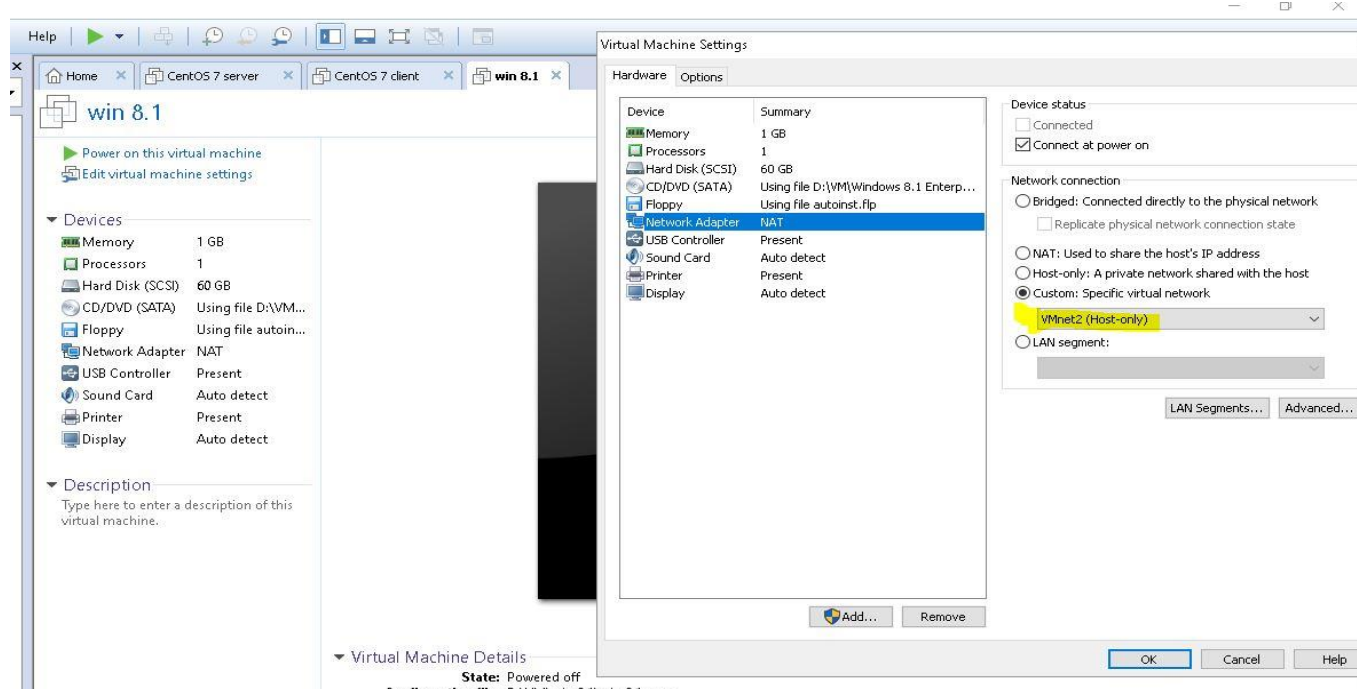 Help
Home
CentOS 7 server
CentOS 7 client
win 8.1
win 8.1
Power on this virtual machine
Edit virtual machine settings
Devices
Memory 1 GB
Processors 1
Hard Disk (SCSI) 60 GB
CD/DVD (SATA) Using file D:\VM...
Floppy Using file autoin...
Network Adapter NAT
USB Controller Present
Sound Card Auto detect
Printer Present
Display Auto detect
Description
Type here to enter a description of this
virtual machine.
Virtual Machine Details
State: Powered off
Virtual Machine Settings
Hardware Options
Device Summary
Memory 1 GB
Processors 1
Hard Disk (SCSI) 60 GB
CD/DVD (SATA) Using file D:\VM\Windows 8.1 Enterp...
Floppy Using file autoinst.flp
Network Adapter NAT
USB Controller Present
Sound Card Auto detect
Printer Present
Display Auto detect
Add... Remove
Device status
Connected
Connect at power on
Network connection
Bridged: Connected directly to the physical network
Replicate physical network connection state
NAT: Used to share the host's IP address
Host-only: A private network shared with the host
Custom: Specific virtual network
VMnet2 (Host-only)
LAN segment:
LAN Segments... Advanced...
OK Cancel Help